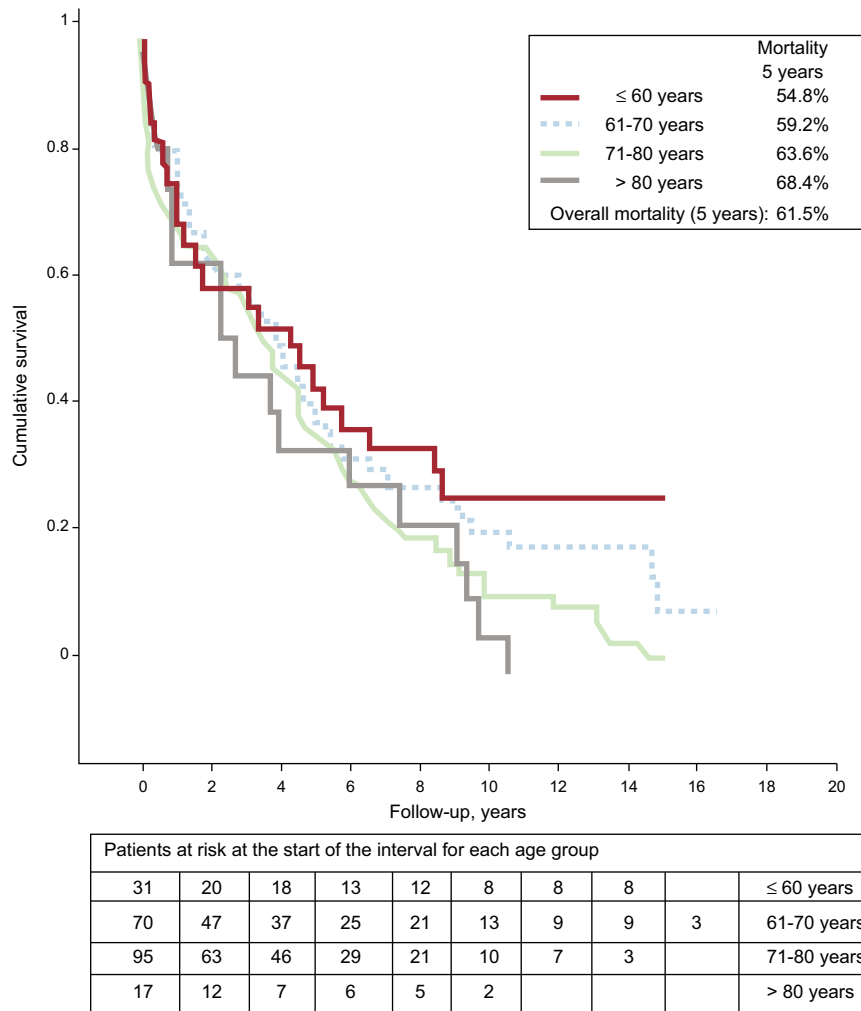 1
0.8
0.6
0.4
0.2
0
Cumulative survival
Mortality
5 years
≤ 60 years 54.8%
61-70 years 59.2%
71-80 years 63.6%
> 80 years 68.4%
Overall mortality (5 years): 61.5%
0 2 4 6 8 10 12 14 16 18 20
Follow-up, years
Patients at risk at the start of the interval for each age group
31 20 18 13 12 8 8 8 ≤ 60 years
70 47 37 25 21 13 9 9 3 61-70 years
95 63 46 29 21 10 7 3 71-80 years
17 12 7 6 5 2 > 80 years